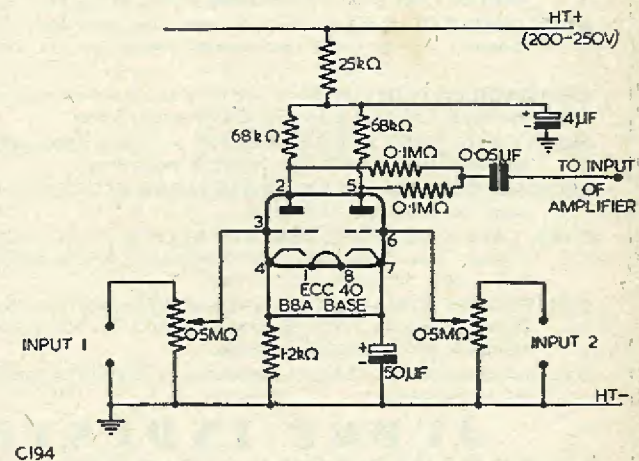 HT+
(200-250V)
25kΩ
68kΩ
68kΩ
4μF
0·1MΩ
0·05μF
TO INPUT
OF
AMPLIFIER
0·1MΩ
2
5
3
6
4
1
8
7
ECC 40
B8A BASE
INPUT 1
0·5MΩ
1·2kΩ
50μF
0·5MΩ
INPUT 2
HT-
C194